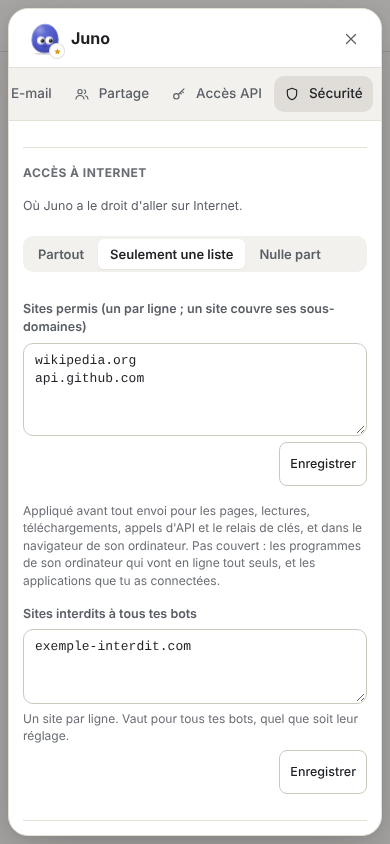 Juno
E-mail
Partage
Accès API
Sécurité
ACCÈS À INTERNET
Où Juno a le droit d'aller sur Internet.
Partout
Seulement une liste
Nulle part
Sites permis (un par ligne ; un site couvre ses sous-
domaines)
wikipedia.org
api.github.com
Enregistrer
Appliqué avant tout envoi pour les pages, lectures,
téléchargements, appels d'API et le relais de clés, et dans le
navigateur de son ordinateur. Pas couvert : les programmes
de son ordinateur qui vont en ligne tout seuls, et les
applications que tu as connectées.
Sites interdits à tous tes bots
exemple-interdit.com
Un site par ligne. Vaut pour tous tes bots, quel que soit leur
réglage.
Enregistrer